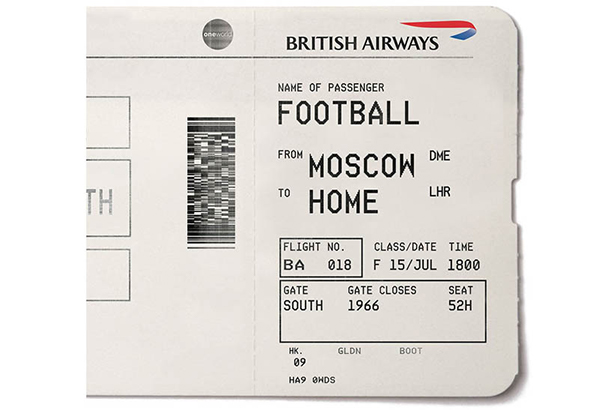 oneworld
BRITISH AIRWAYS
NAME OF PASSENGER
FOOTBALL
FROM MOSCOW DME
TO HOME LHR
TH
FLIGHT NO. CLASS/DATE TIME
BA 018 F 15/JUL 1800
GATE GATE CLOSES SEAT
SOUTH 1966 52H
HK. GLDN BOOT
09
HA9 0WDS